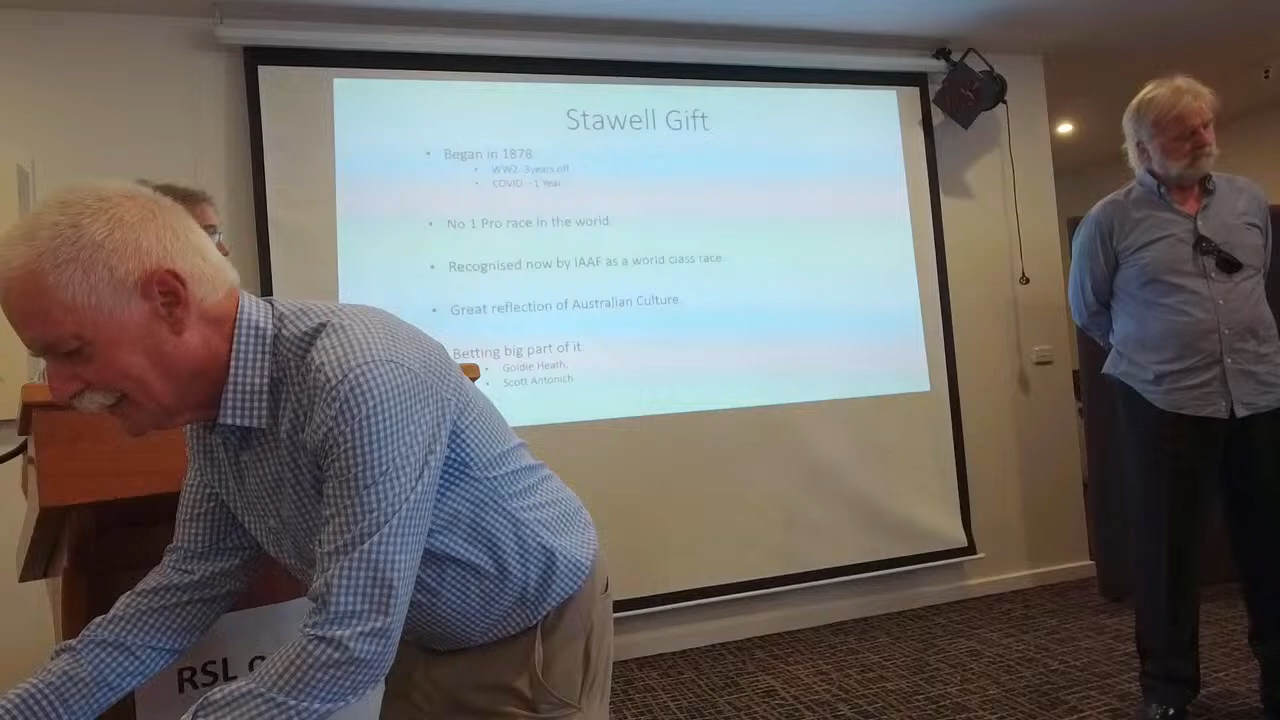 Stawell Gift
• Began in 1878
• WW2- 3years off
• COVID – 1 Year
• No 1 Pro race in the world.
• Recognised now by IAAF as a world class race.
• Great reflection of Australian Culture.
Betting big part of it.
• Goldie Heath,
• Scott Antonich
RSL